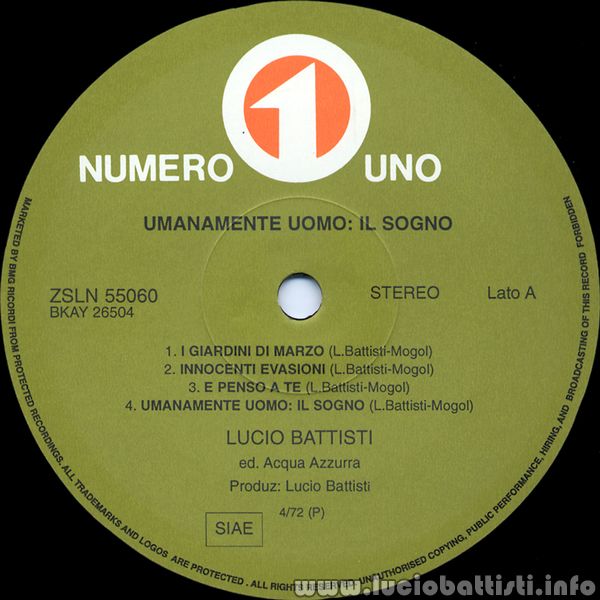 NUMERO 1 UNO
UMANAMENTE UOMO: IL SOGNO
ZSLN 55060
BKAY 26504
STEREO
Lato A
1. I GIARDINI DI MARZO (L.Battisti-Mogol)
2. INNOCENTI EVASIONI (L.Battisti-Mogol)
3. E PENSO A TE (L.Battisti-Mogol)
4. UMANAMENTE UOMO: IL SOGNO (L.Battisti-Mogol)
LUCIO BATTISTI
ed. Acqua Azzurra
Produz: Lucio Battisti
4/72 (P)
SIAE
MARKETED BY BMG RICORDI FROM PROTECTED RECORDINGS. ALL TRADEMARKS AND LOGOS ARE PROTECTED . ALL RIGHTS RESERVED. UNAUTHORISED COPYING, PUBLIC PERFORMANCE, HIRING, AND BROADCASTING OF THIS RECORD FORBIDDEN
www.luciobattisti.info